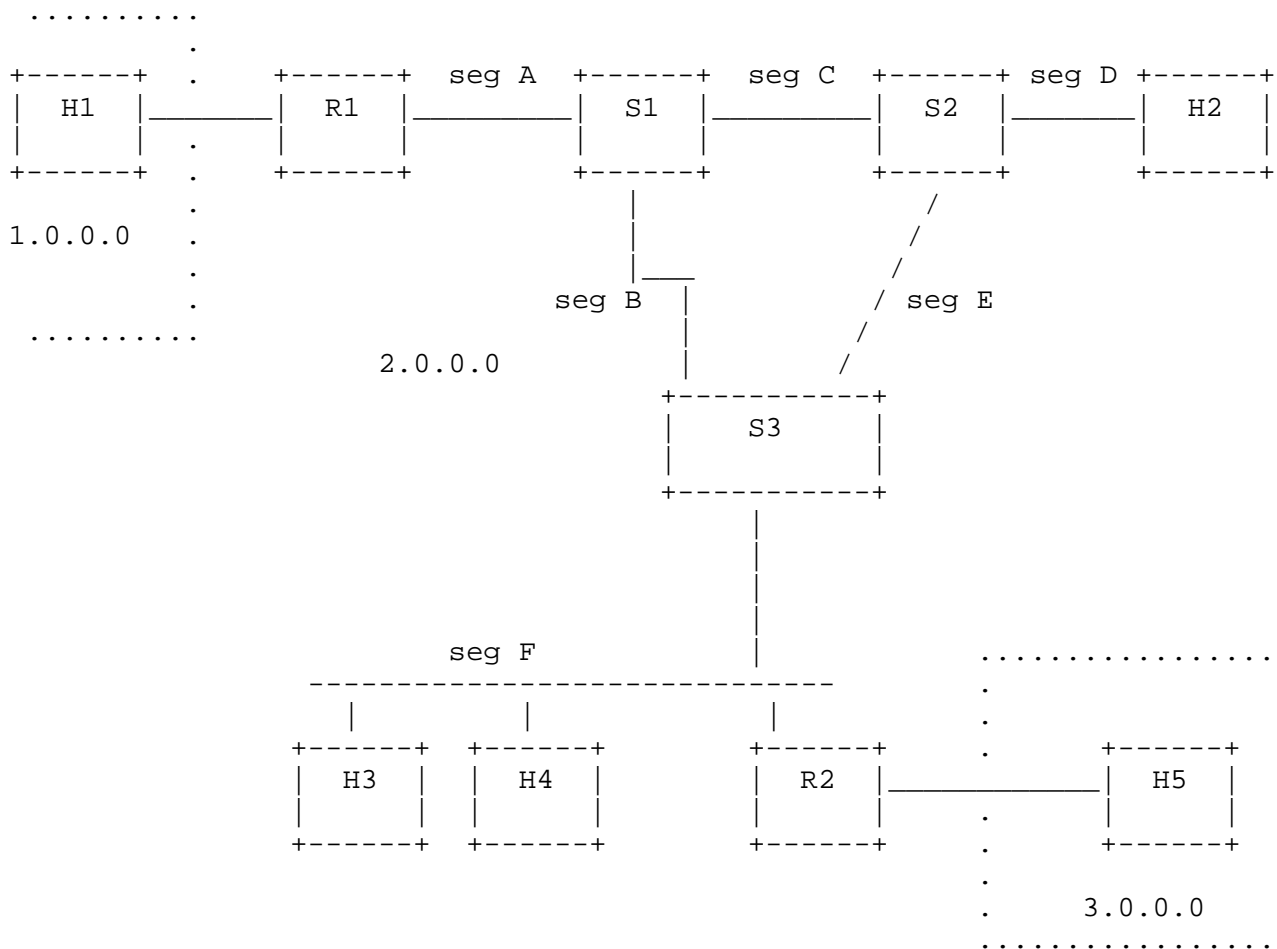 seg A seg C seg D
H1 R1 S1 S2 H2
1.0.0.0
seg B seg E
2.0.0.0
S3
seg F
H3 H4 R2 H5
3.0.0.0